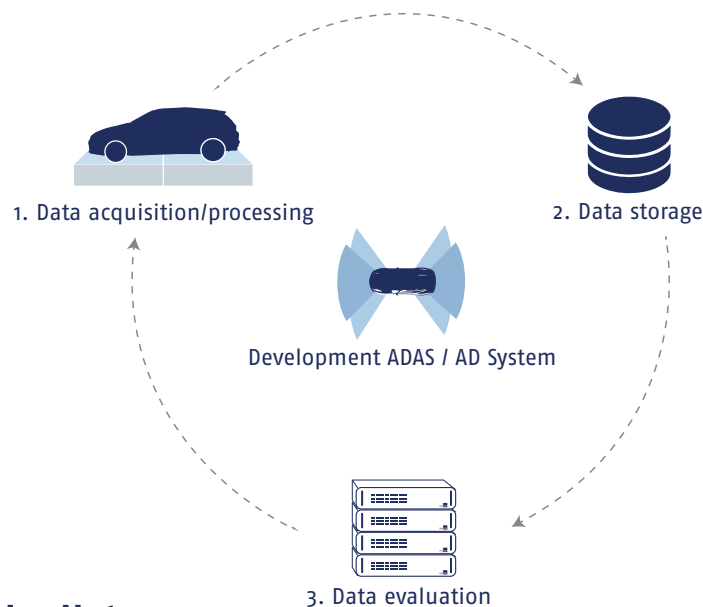 1. Data acquisition/processing
2. Data storage
Development ADAS / AD System
3. Data evaluation